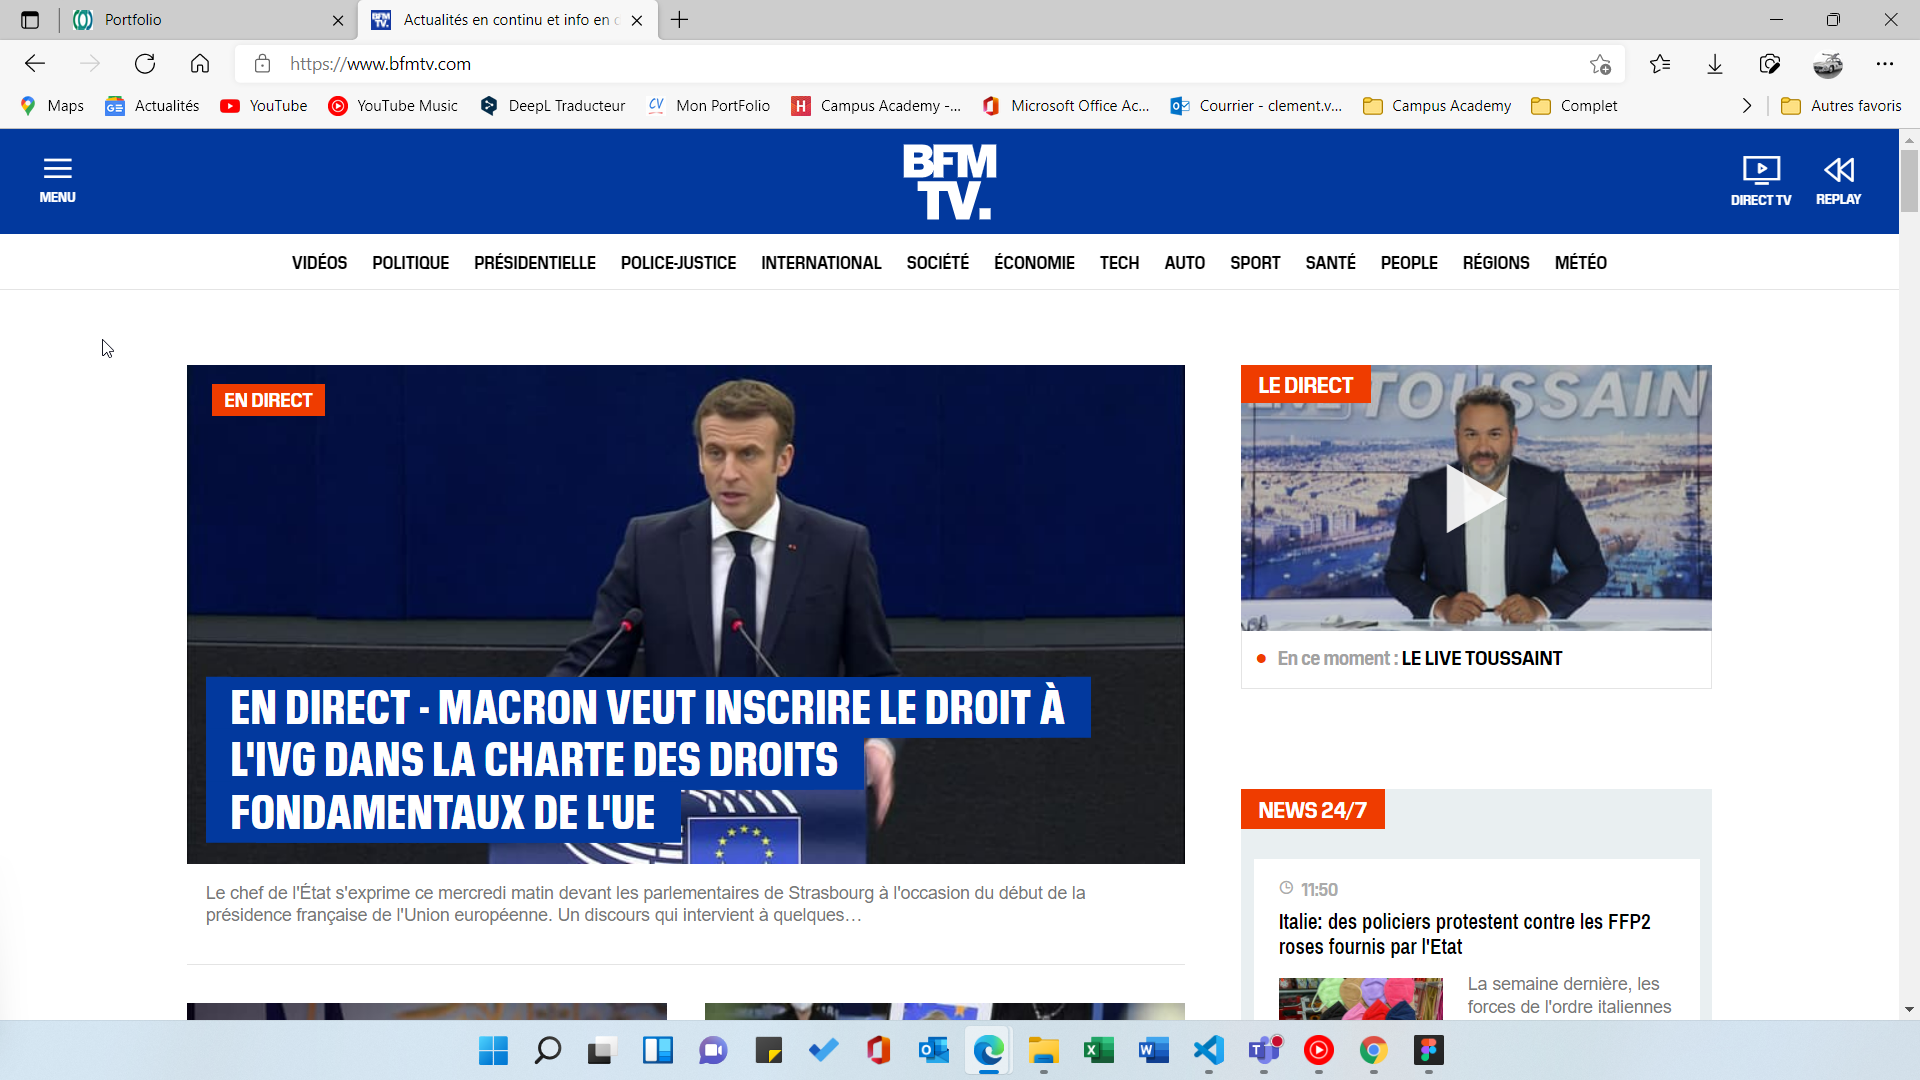 Portfolio
Actualités en continu et info en
https://www.bfmtv.com
Maps
Actualités
YouTube
YouTube Music
DeepL Traducteur
CV Mon PortFolio
Campus Academy -...
Microsoft Office Ac...
Courrier - clement.v...
Campus Academy
Complet
Autres favoris
MENU
BFM
TV.
DIRECT TV
REPLAY
VIDÉOS
POLITIQUE
PRÉSIDENTIELLE
POLICE-JUSTICE
INTERNATIONAL
SOCIÉTÉ
ÉCONOMIE
TECH
AUTO
SPORT
SANTÉ
PEOPLE
RÉGIONS
MÉTÉO
EN DIRECT
EN DIRECT - MACRON VEUT INSCRIRE LE DROIT À
L'IVG DANS LA CHARTE DES DROITS
FONDAMENTAUX DE L'UE
Le chef de l'État s'exprime ce mercredi matin devant les parlementaires de Strasbourg à l'occasion du début de la
présidence française de l'Union européenne. Un discours qui intervient à quelques…
LE DIRECT
TOUSSAIN
En ce moment : LE LIVE TOUSSAINT
NEWS 24/7
11:50
Italie: des policiers protestent contre les FFP2
roses fournis par l'Etat
La semaine dernière, les
forces de l'ordre italiennes